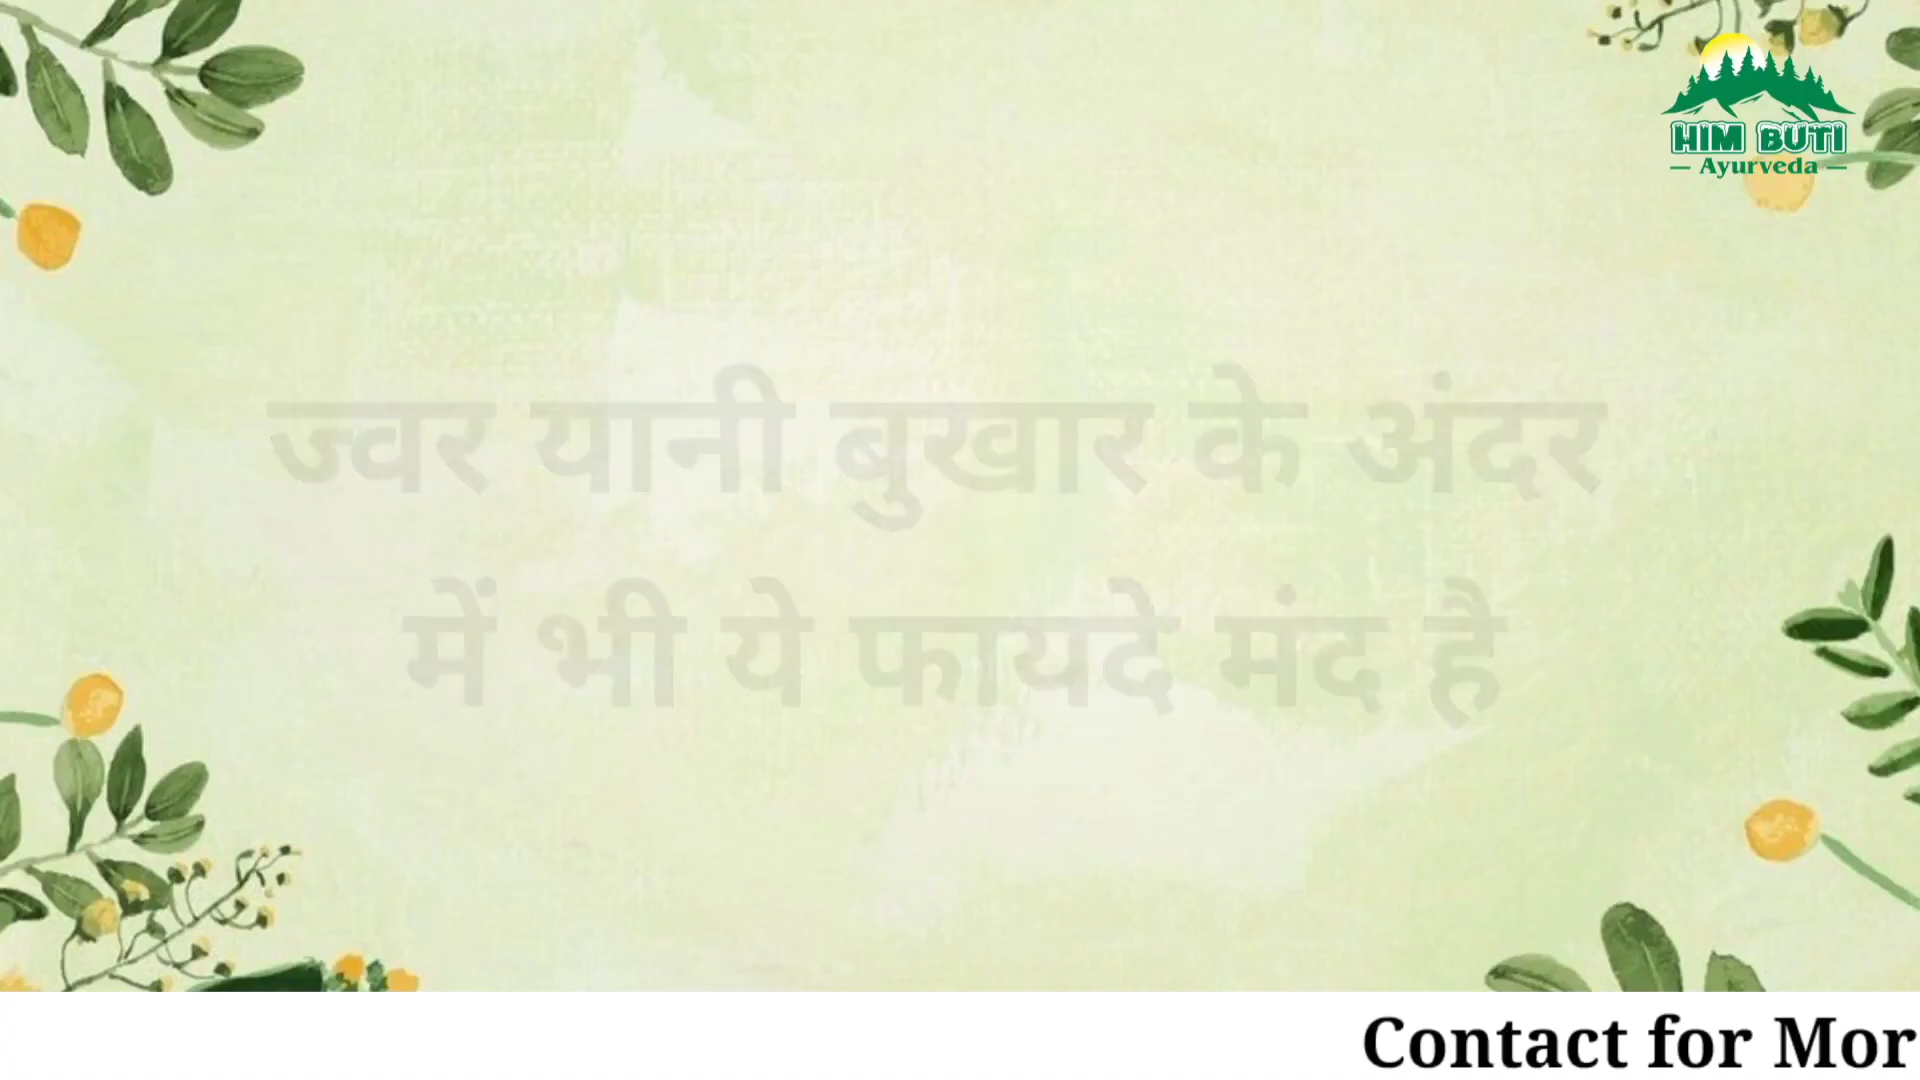 HIM BUTI
— Ayurveda —
ज्वर यानी बुखार के अंदर
में भी ये फायदे मंद है
Contact for Mor